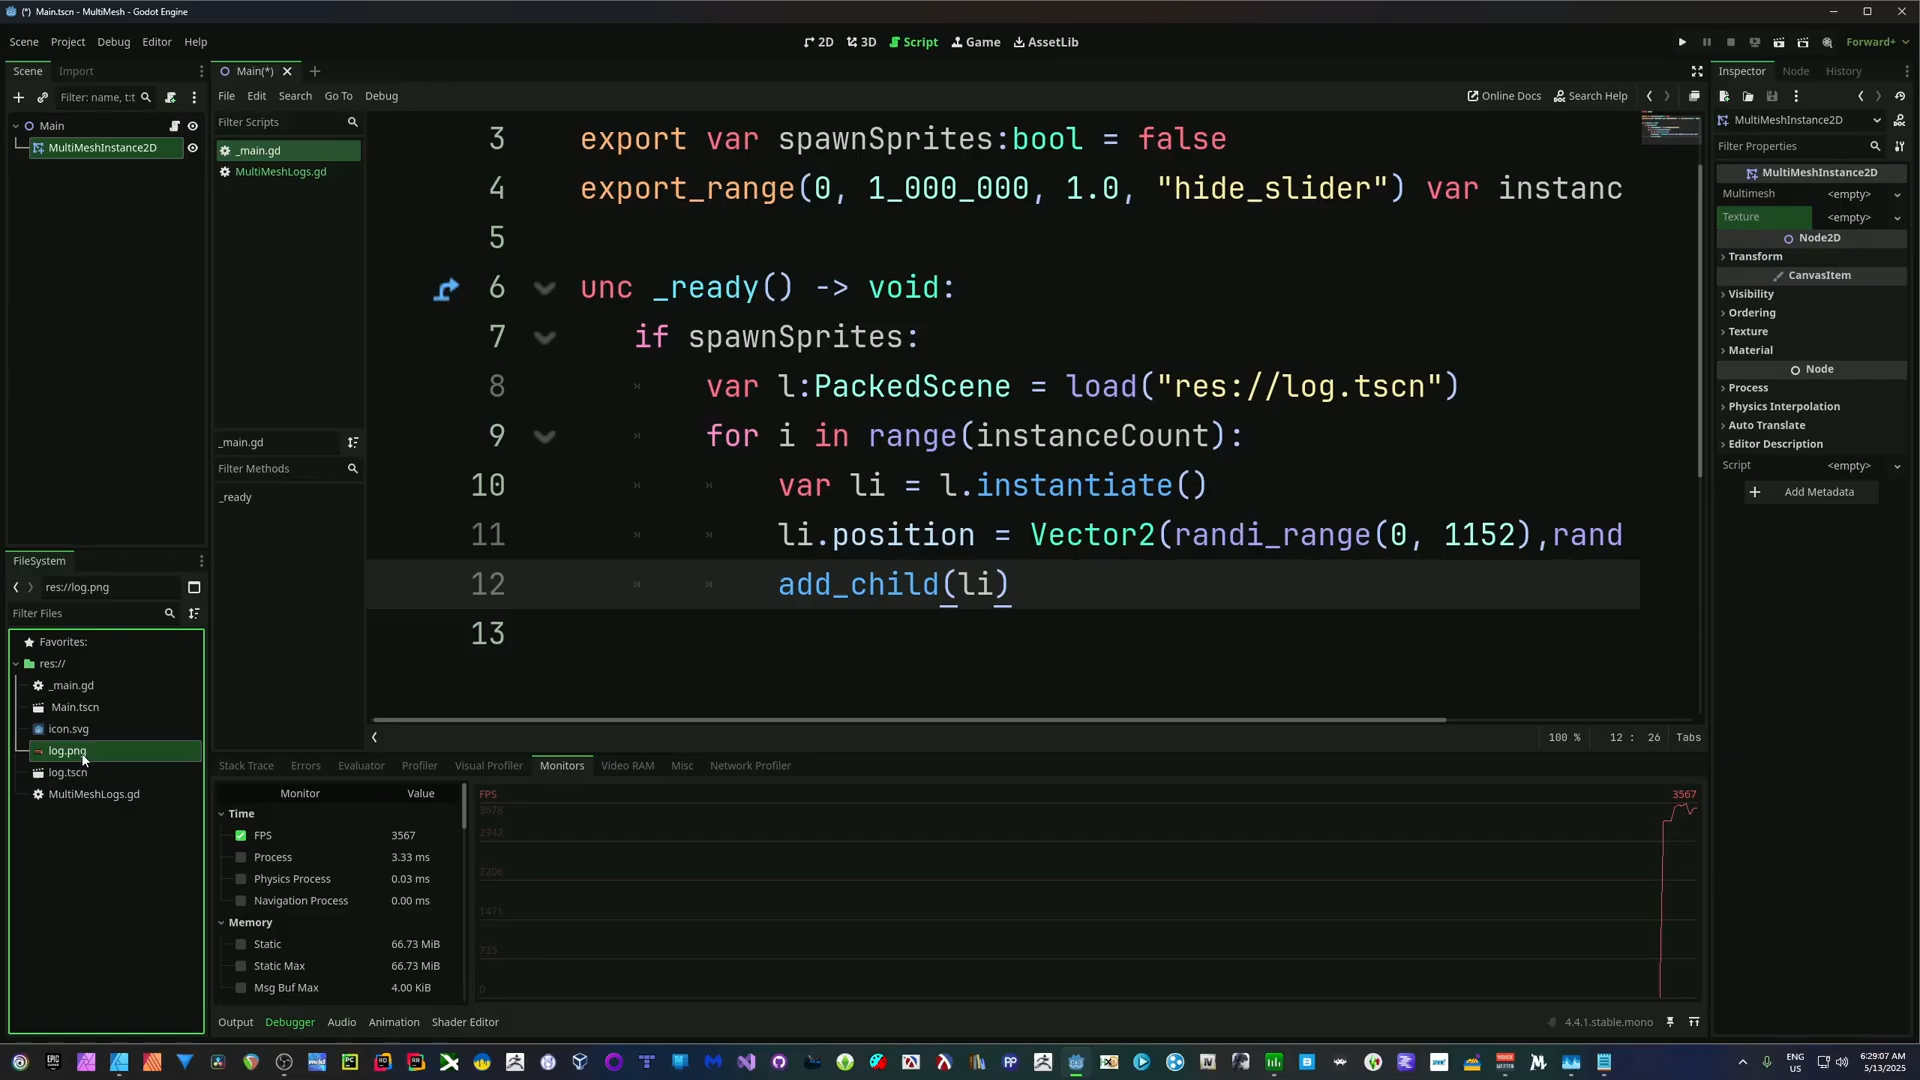 (*) Main.tscn - MultiMesh - Godot Engine
Scene Project Debug Editor Help
2D 3D Script Game AssetLib
Forward+
Scene Import
Filter: name, t:t
Main
MultiMeshInstance2D
Main(*)
File Edit Search Go To Debug
Online Docs Search Help
Filter Scripts
_main.gd
MultiMeshLogs.gd
_main.gd
Filter Methods
_ready
3 export var spawnSprites:bool = false
4 export_range(0, 1_000_000, 1.0, "hide_slider") var instanc
5
6 unc _ready() -> void:
7 if spawnSprites:
8 var l:PackedScene = load("res://log.tscn")
9 for i in range(instanceCount):
10 var li = l.instantiate()
11 li.position = Vector2(randi_range(0, 1152),rand
12 add_child(li)
13
100 % 12 : 26 Tabs
FileSystem
res://log.png
Filter Files
Favorites:
res://
_main.gd
Main.tscn
icon.svg
log.png
log.tscn
MultiMeshLogs.gd
Stack Trace Errors Evaluator Profiler Visual Profiler Monitors Video RAM Misc Network Profiler
Monitor Value
Time
FPS 3567
Process 3.33 ms
Physics Process 0.03 ms
Navigation Process 0.00 ms
Memory
Static 66.73 MiB
Static Max 66.73 MiB
Msg Buf Max 4.00 KiB
FPS 3567
3678
2942
2206
1471
735
0
Output Debugger Audio Animation Shader Editor
4.4.1.stable.mono
Inspector Node History
MultiMeshInstance2D
Filter Properties
MultiMeshInstance2D
Multimesh <empty>
Texture <empty>
Node2D
Transform
CanvasItem
Visibility
Ordering
Texture
Material
Node
Process
Physics Interpolation
Auto Translate
Editor Description
Script <empty>
Add Metadata
ENG
US
6:29:07 AM
5/13/2025